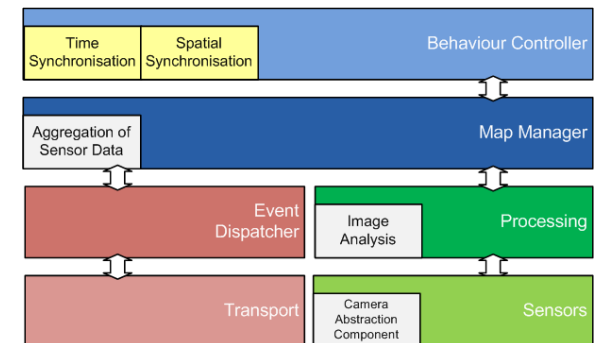 Time
Synchronisation
Spatial
Synchronisation
Behaviour Controller
Aggregation of
Sensor Data
Map Manager
Event
Dispatcher
Image
Analysis
Processing
Transport
Camera
Abstraction
Component
Sensors